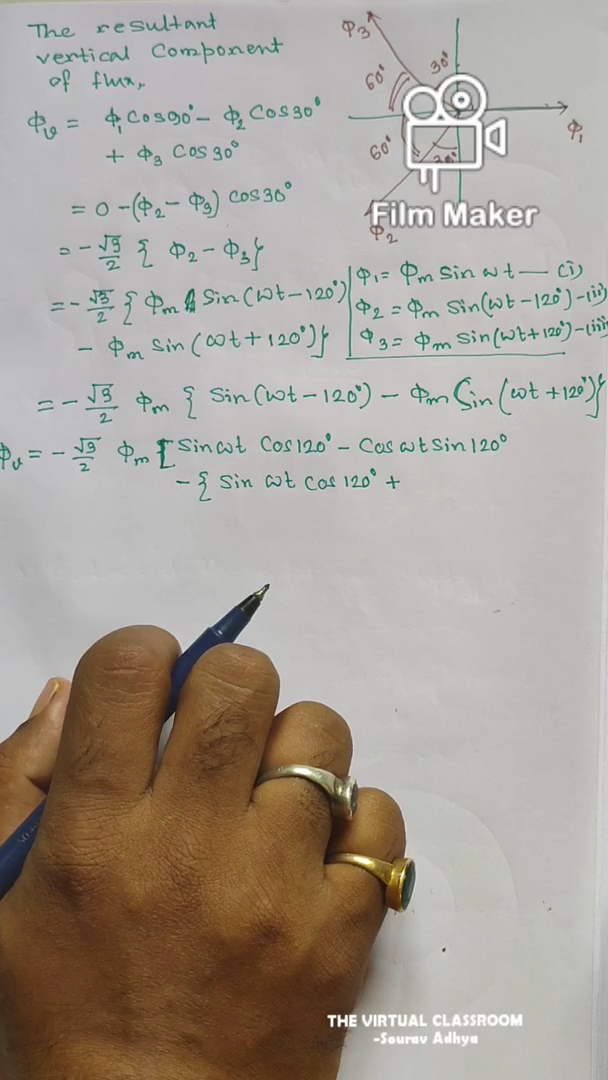 The resultant
vertical component
of flux,
Φv = Φ1 Cos90° - Φ2 Cos30°
+ Φ3 Cos 30°
= 0 - (Φ2 - Φ3) cos30°
= - √3/2 { Φ2 - Φ3}
= - √3/2 { Φm Sin(ωt - 120°)
- Φm sin (ωt + 120°)}
Φ1 = Φm Sin ωt — (i)
Φ2 = Φm Sin(ωt - 120°) - (ii)
Φ3 = Φm Sin(ωt + 120°) - (iii)
= - √3/2 Φm { Sin(ωt - 120°) - Φm Sin (ωt + 120°)}
Φv = - √3/2 Φm [ Sinωt Cos120° - Cosωt Sin 120°
- { Sin ωt Cos 120° +
Φ3
30°
60°
Φ1
60°
30°
Φ2
Film Maker
THE VIRTUAL CLASSROOM
-Sourav Adhya